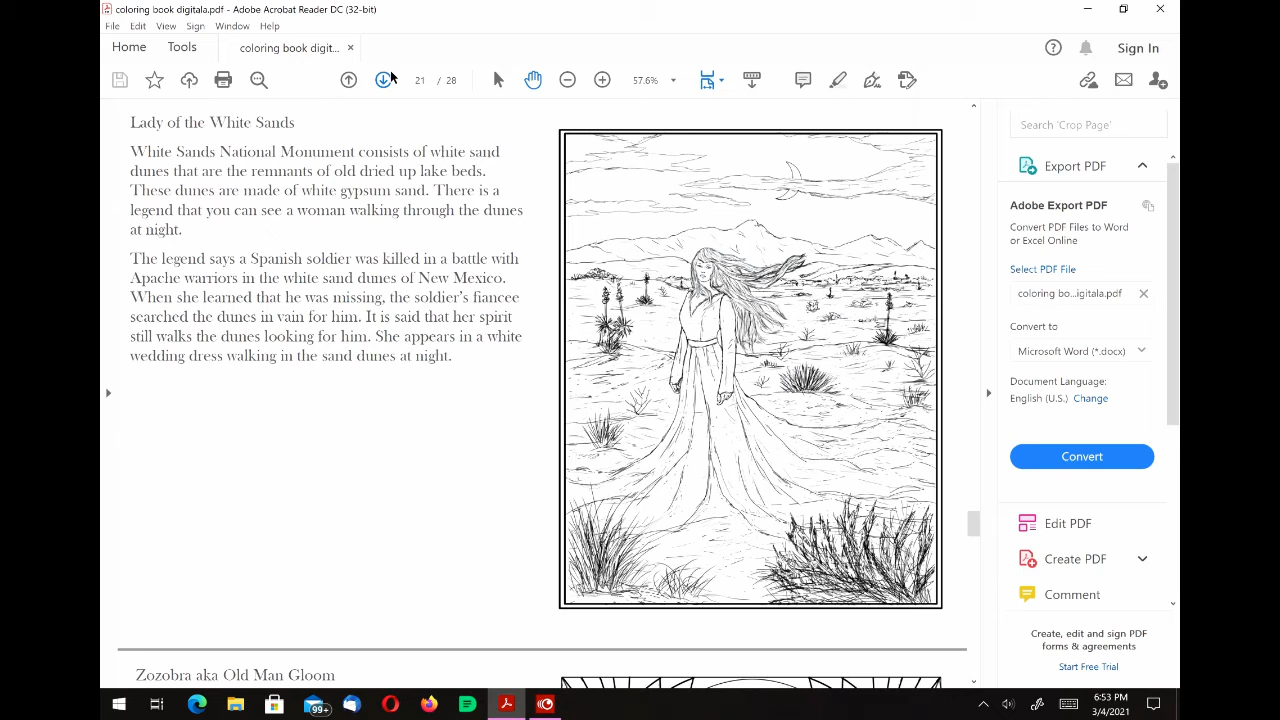 coloring book digitala.pdf - Adobe Acrobat Reader DC (32-bit)
File Edit View Sign Window Help
Home Tools coloring book digit... ×
Sign In
21 / 28 57.6%
Lady of the White Sands
White Sands National Monument consists of white sand
dunes that are the remnants of old dried up lake beds.
These dunes are made of white gypsum sand. There is a
legend that you can see a woman walking through the dunes
at night.
The legend says a Spanish soldier was killed in a battle with
Apache warriors in the white sand dunes of New Mexico.
When she learned that he was missing, the soldier's fiancee
searched the dunes in vain for him. It is said that her spirit
still walks the dunes looking for him. She appears in a white
wedding dress walking in the sand dunes at night.
Zozobra aka Old Man Gloom
Search 'Crop Page'
Export PDF
Adobe Export PDF
Convert PDF Files to Word
or Excel Online
Select PDF File
coloring bo...igitala.pdf
Convert to
Microsoft Word (*.docx)
Document Language:
English (U.S.) Change
Convert
Edit PDF
Create PDF
Comment
Create, edit and sign PDF
forms & agreements
Start Free Trial
99+
6:53 PM
3/4/2021